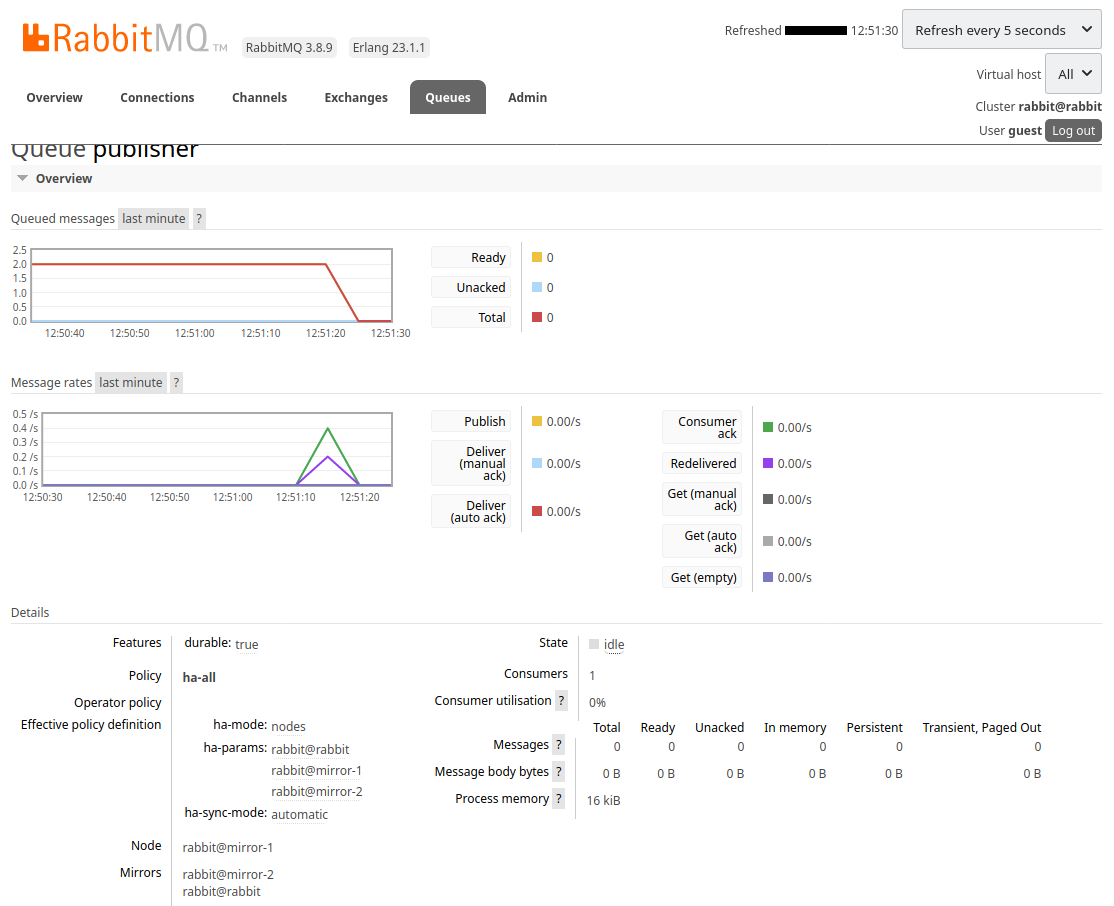 RabbitMQ TM RabbitMQ 3.8.9 Erlang 23.1.1
Refreshed 12:51:30 Refresh every 5 seconds
Virtual host All
Cluster rabbit@rabbit
User guest Log out
Overview Connections Channels Exchanges Queues Admin
Queue publisher
Overview
Queued messages last minute ?
2.5
2.0
1.5
1.0
0.5
0.0
12:50:40 12:50:50 12:51:00 12:51:10 12:51:20 12:51:30
Ready 0
Unacked 0
Total 0
Message rates last minute ?
0.5 /s
0.4 /s
0.3 /s
0.2 /s
0.1 /s
0.0 /s
12:50:30 12:50:40 12:50:50 12:51:00 12:51:10 12:51:20
Publish 0.00/s
Deliver
(manual
ack)
0.00/s
Deliver
(auto ack)
0.00/s
Consumer
ack
0.00/s
Redelivered 0.00/s
Get (manual
ack)
0.00/s
Get (auto
ack)
0.00/s
Get (empty) 0.00/s
Details
Features durable: true
Policy ha-all
Operator policy
Effective policy definition ha-mode: nodes
ha-params: rabbit@rabbit
rabbit@mirror-1
rabbit@mirror-2
ha-sync-mode: automatic
Node rabbit@mirror-1
Mirrors rabbit@mirror-2
rabbit@rabbit
State idle
Consumers 1
Consumer utilisation ? 0%
Total Ready Unacked In memory Persistent Transient, Paged Out
Messages ? 0 0 0 0 0 0
Message body bytes ? 0 B 0 B 0 B 0 B 0 B 0 B
Process memory ? 16 kiB